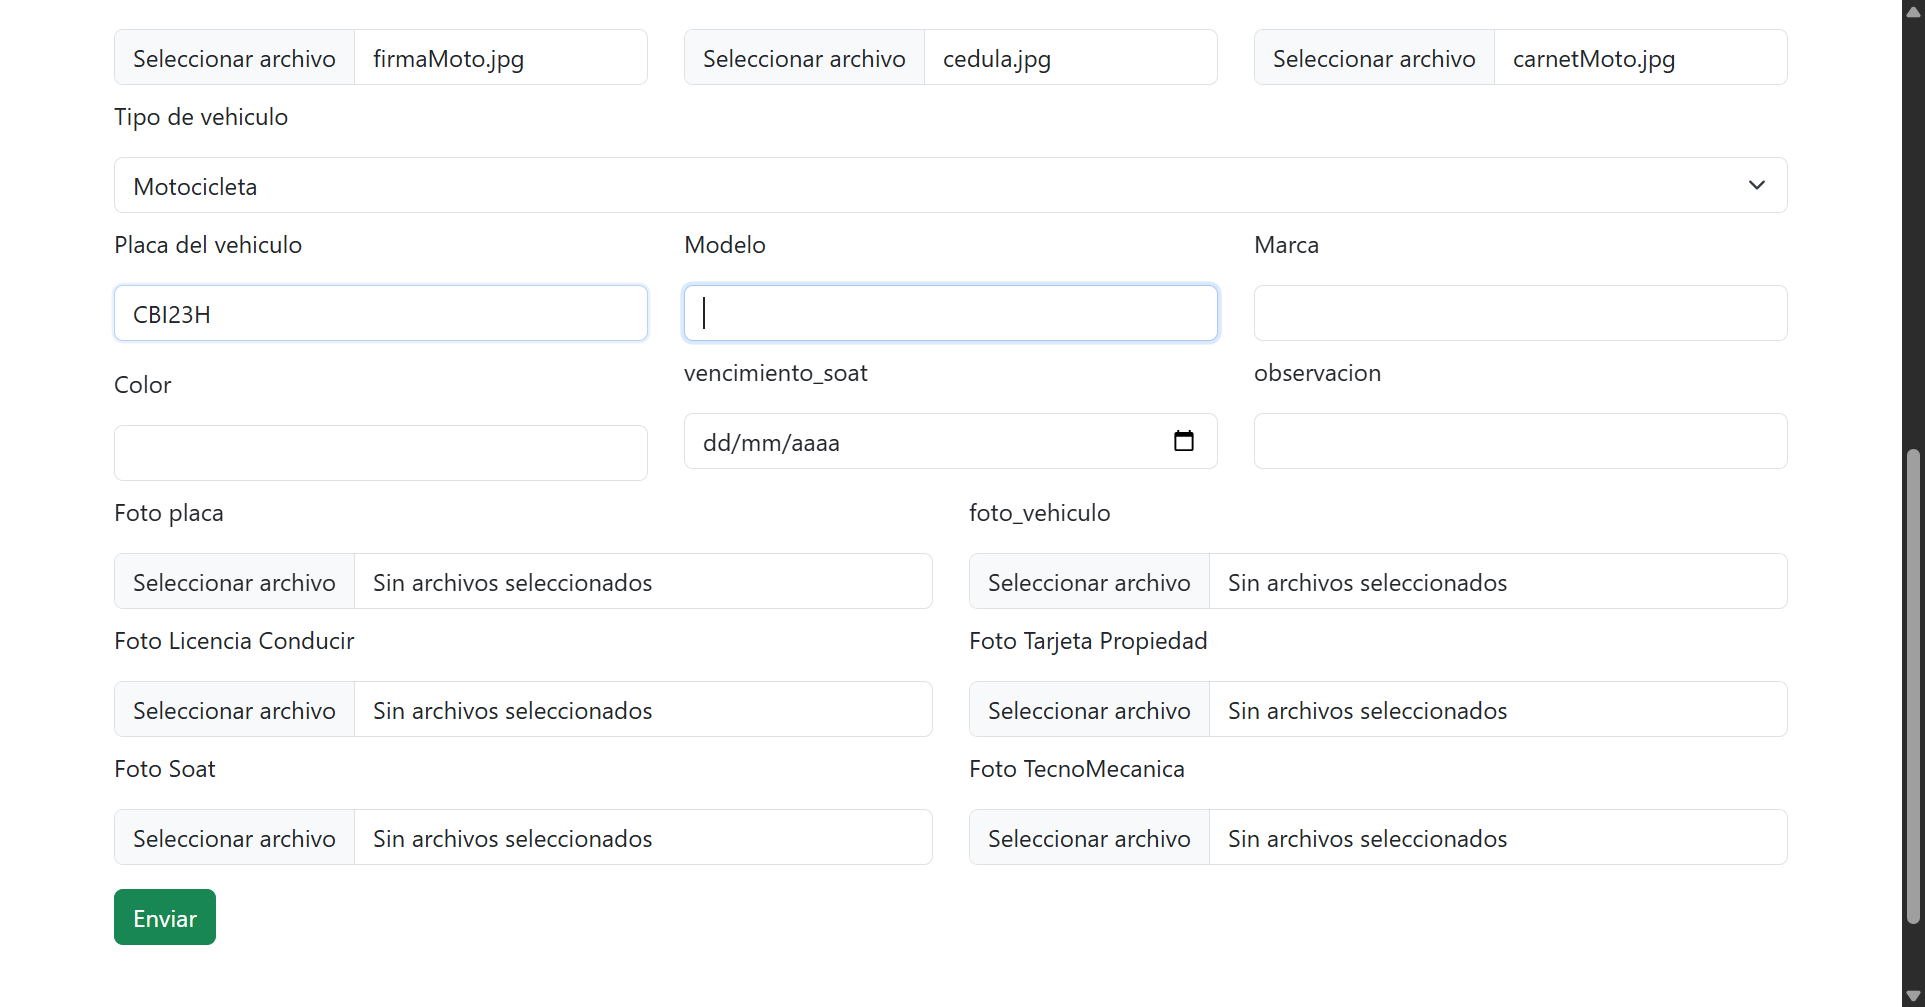 Seleccionar archivo firmaMoto.jpg Seleccionar archivo cedula.jpg Seleccionar archivo carnetMoto.jpg
Tipo de vehiculo
Motocicleta
Placa del vehiculo Modelo Marca
CBI23H
Color vencimiento_soat observacion
dd/mm/aaaa
Foto placa foto_vehiculo
Seleccionar archivo Sin archivos seleccionados Seleccionar archivo Sin archivos seleccionados
Foto Licencia Conducir Foto Tarjeta Propiedad
Seleccionar archivo Sin archivos seleccionados Seleccionar archivo Sin archivos seleccionados
Foto Soat Foto TecnoMecanica
Seleccionar archivo Sin archivos seleccionados Seleccionar archivo Sin archivos seleccionados
Enviar